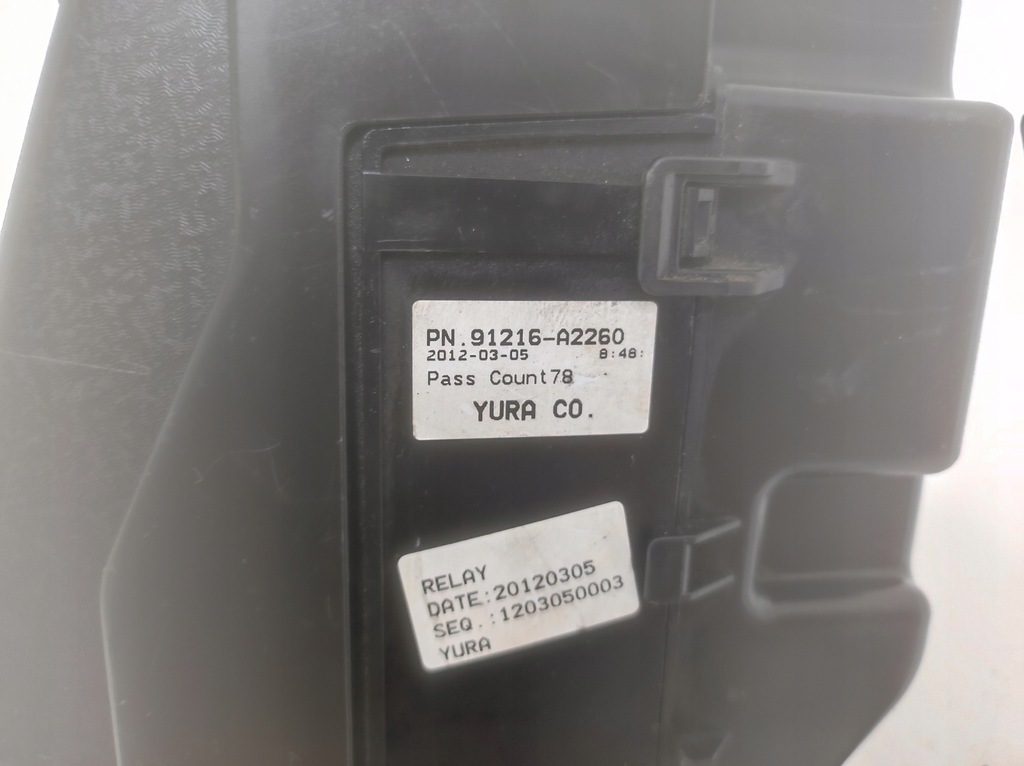 PN.91216-A2260
2012-03-05 8:48:
Pass Count78
YURA CO.
RELAY
DATE:20120305
SEQ.:1203050003
YURA